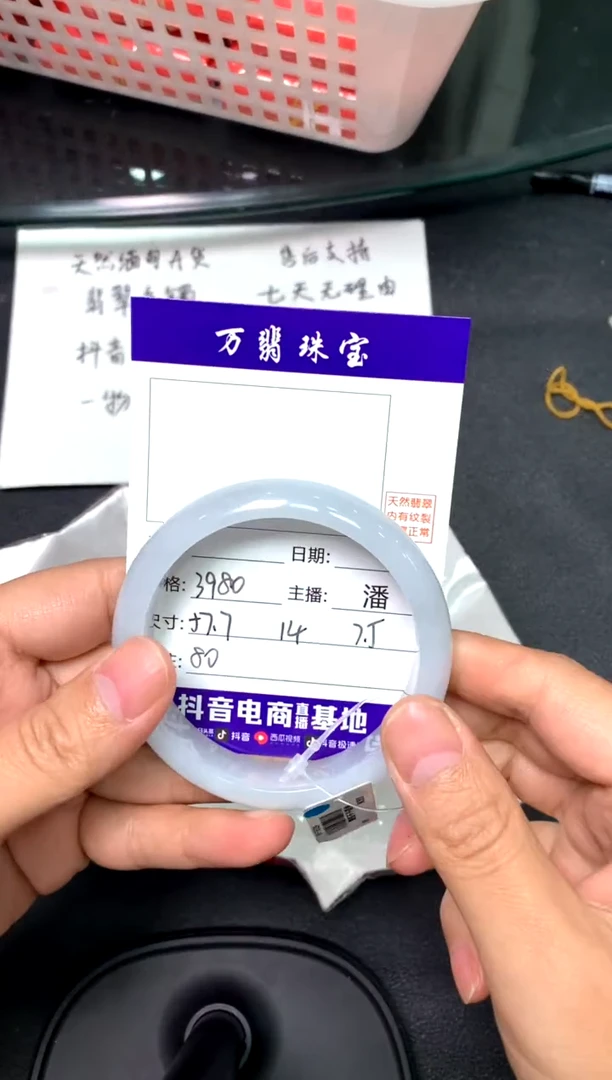 天然缅甸A货 售后支持
翡翠手镯 七天无理由
抖音
一物
万翡珠宝
天然翡翠
内有纹裂
正常
日期:
格: 3980 主播: 潘
尺寸: 57.7 14 7.5
80
抖音电商直播基地
抖音 西瓜视频 抖音极速